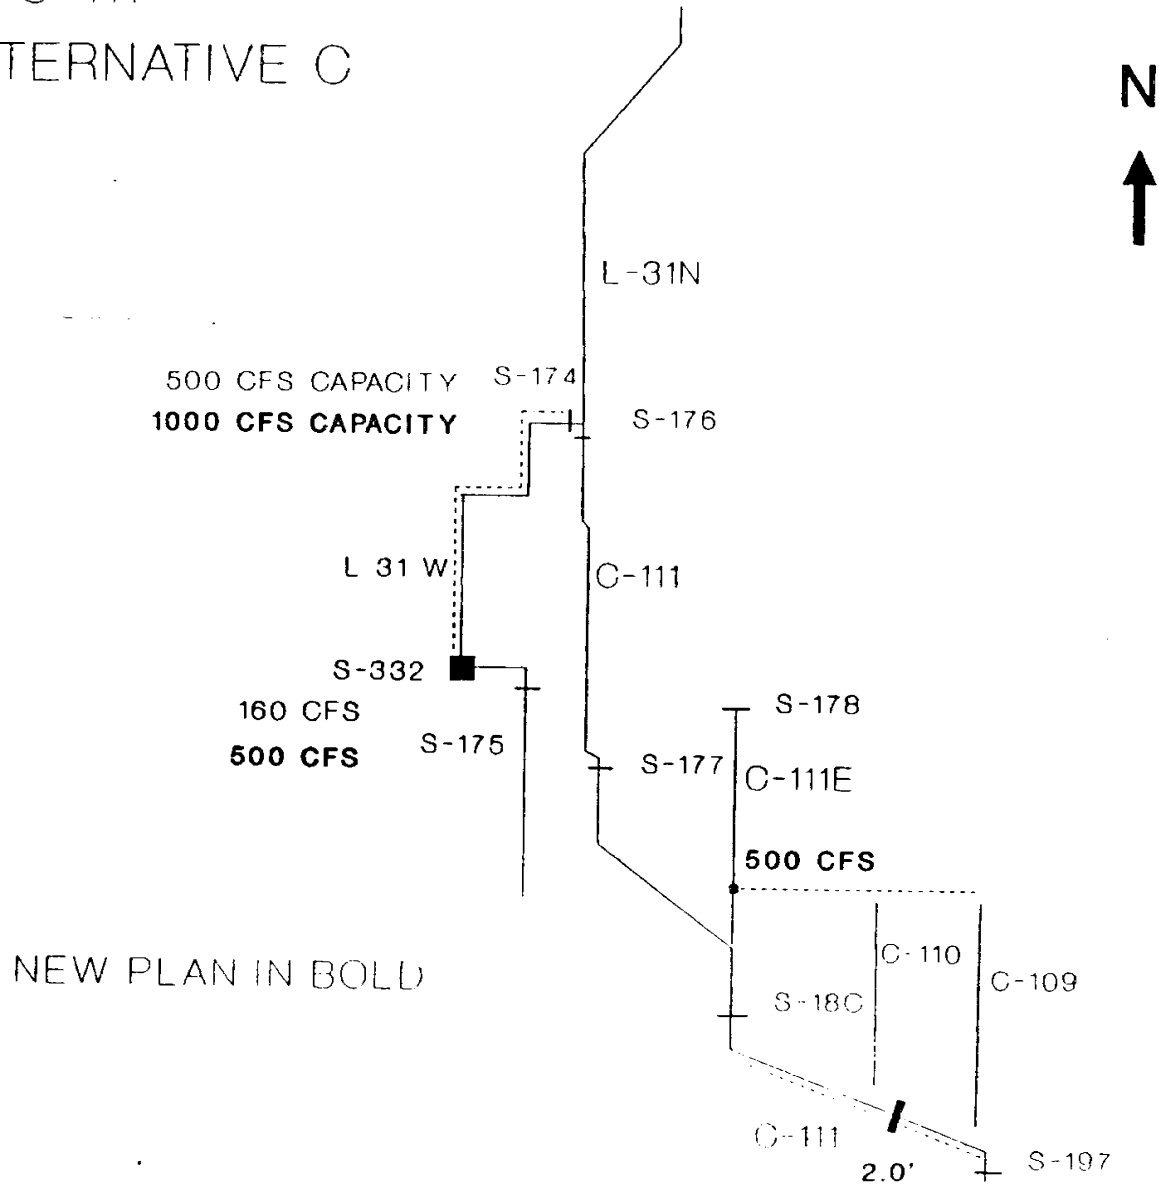 TERNATIVE C
N
L-31N
500 CFS CAPACITY
S-174
1000 CFS CAPACITY
S-176
L 31 W
C-111
S-332
160 CFS
500 CFS
S-175
S-178
S-177
C-111E
500 CFS
C-110
C-109
NEW PLAN IN BOLD
S-18C
C-111
2.0'
S-197